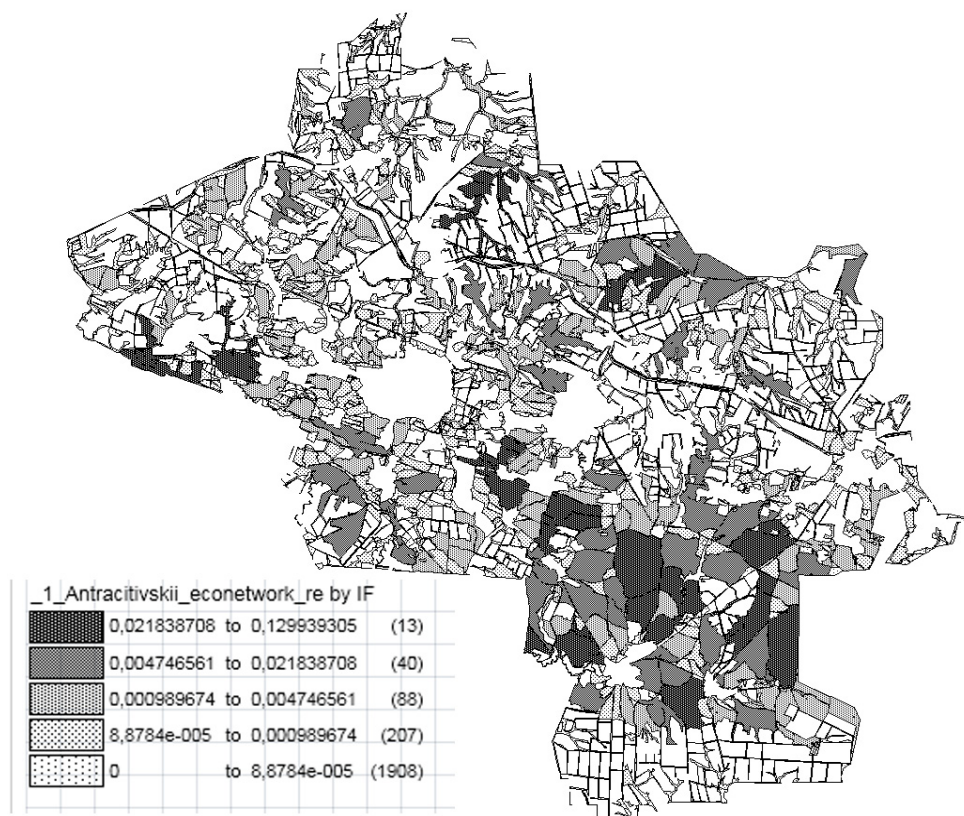 _1_Antracitivskii_econetwork_re by IF
0,021838708 to 0,129939305 (13)
0,004746561 to 0,021838708 (40)
0,000989674 to 0,004746561 (88)
8,8784e-005 to 0,000989674 (207)
0 to 8,8784e-005 (1908)